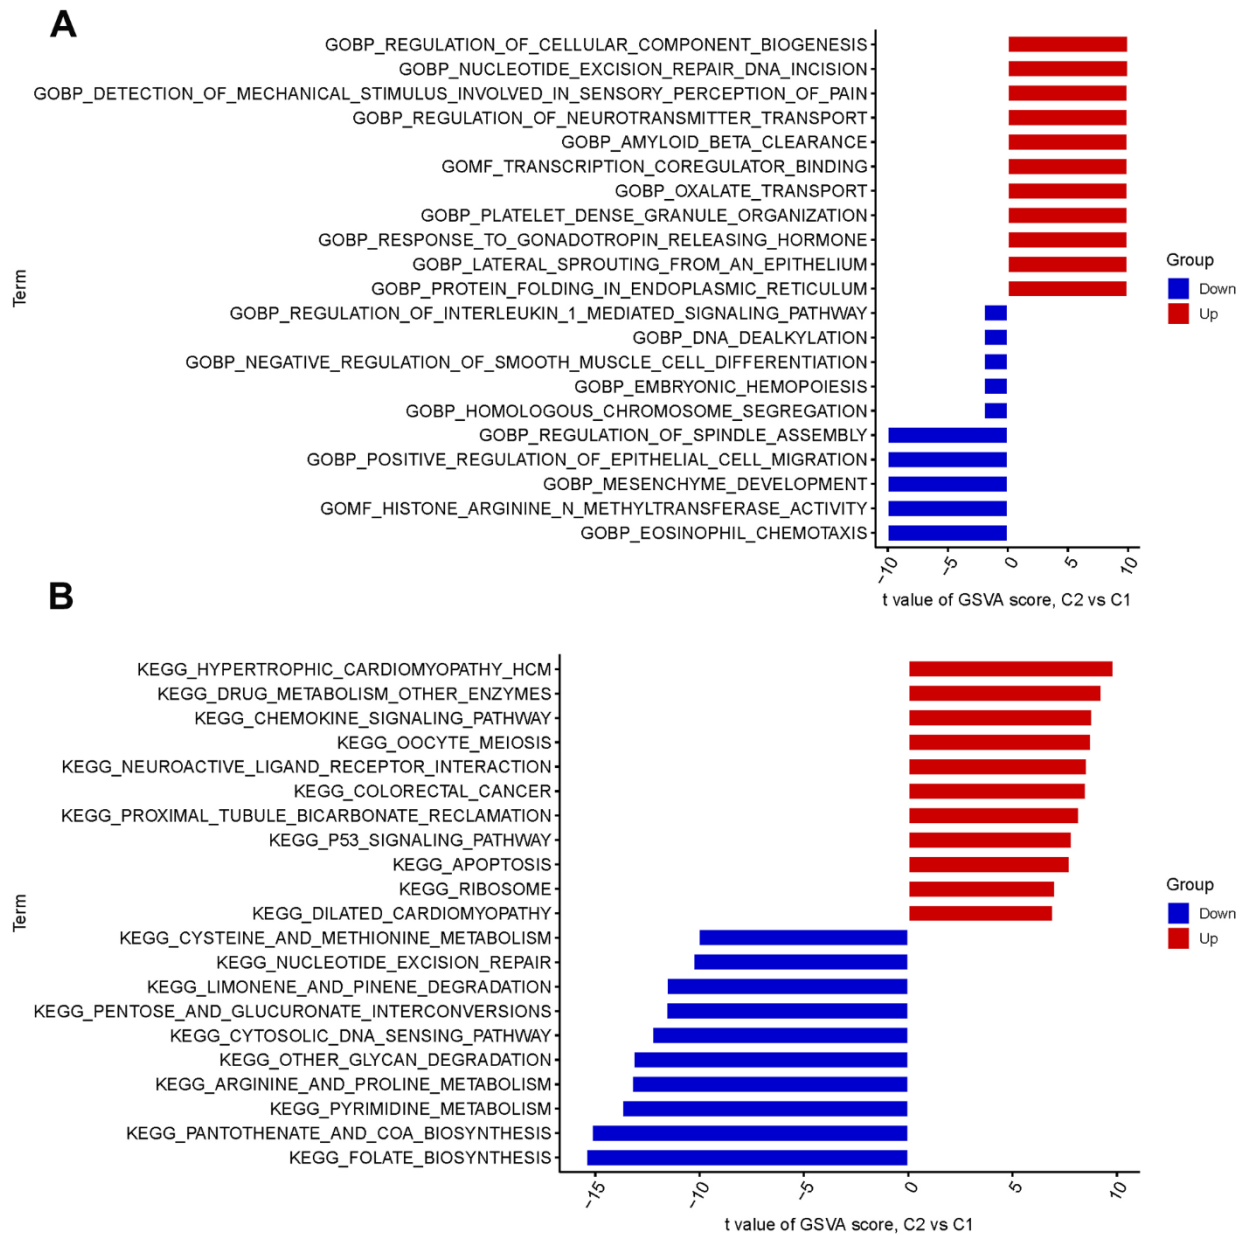 A
Term
GOBP_REGULATION_OF_CELLULAR_COMPONENT_BIOGENESIS
GOBP_NUCLEOTIDE_EXCISION_REPAIR_DNA_INCISION
GOBP_DETECTION_OF_MECHANICAL_STIMULUS_INVOLVED_IN_SENSORY_PERCEPTION_OF_PAIN
GOBP_REGULATION_OF_NEUROTRANSMITTER_TRANSPORT
GOBP_AMYLOID_BETA_CLEARANCE
GOMF_TRANSCRIPTION_COREGULATOR_BINDING
GOBP_OXALATE_TRANSPORT
GOBP_PLATELET_DENSE_GRANULE_ORGANIZATION
GOBP_RESPONSE_TO_GONADOTROPIN_RELEASING_HORMONE
GOBP_LATERAL_SPROUTING_FROM_AN_EPITHELIUM
GOBP_PROTEIN_FOLDING_IN_ENDOPLASMIC_RETICULUM
GOBP_REGULATION_OF_INTERLEUKIN_1_MEDIATED_SIGNALING_PATHWAY
GOBP_DNA_DEALKYLATION
GOBP_NEGATIVE_REGULATION_OF_SMOOTH_MUSCLE_CELL_DIFFERENTIATION
GOBP_EMBRYONIC_HEMOPOIESIS
GOBP_HOMOLOGOUS_CHROMOSOME_SEGREGATION
GOBP_REGULATION_OF_SPINDLE_ASSEMBLY
GOBP_POSITIVE_REGULATION_OF_EPITHELIAL_CELL_MIGRATION
GOBP_MESENCHYME_DEVELOPMENT
GOMF_HISTONE_ARGININE_N_METHYLTRANSFERASE_ACTIVITY
GOBP_EOSINOPHIL_CHEMOTAXIS
−10 −5 0 5 10
t value of GSVA score, C2 vs C1
Group
Down
Up
B
Term
KEGG_HYPERTROPHIC_CARDIOMYOPATHY_HCM
KEGG_DRUG_METABOLISM_OTHER_ENZYMES
KEGG_CHEMOKINE_SIGNALING_PATHWAY
KEGG_OOCYTE_MEIOSIS
KEGG_NEUROACTIVE_LIGAND_RECEPTOR_INTERACTION
KEGG_COLORECTAL_CANCER
KEGG_PROXIMAL_TUBULE_BICARBONATE_RECLAMATION
KEGG_P53_SIGNALING_PATHWAY
KEGG_APOPTOSIS
KEGG_RIBOSOME
KEGG_DILATED_CARDIOMYOPATHY
KEGG_CYSTEINE_AND_METHIONINE_METABOLISM
KEGG_NUCLEOTIDE_EXCISION_REPAIR
KEGG_LIMONENE_AND_PINENE_DEGRADATION
KEGG_PENTOSE_AND_GLUCURONATE_INTERCONVERSIONS
KEGG_CYTOSOLIC_DNA_SENSING_PATHWAY
KEGG_OTHER_GLYCAN_DEGRADATION
KEGG_ARGININE_AND_PROLINE_METABOLISM
KEGG_PYRIMIDINE_METABOLISM
KEGG_PANTOTHENATE_AND_COA_BIOSYNTHESIS
KEGG_FOLATE_BIOSYNTHESIS
−15 −10 −5 0 5 10
t value of GSVA score, C2 vs C1
Group
Down
Up